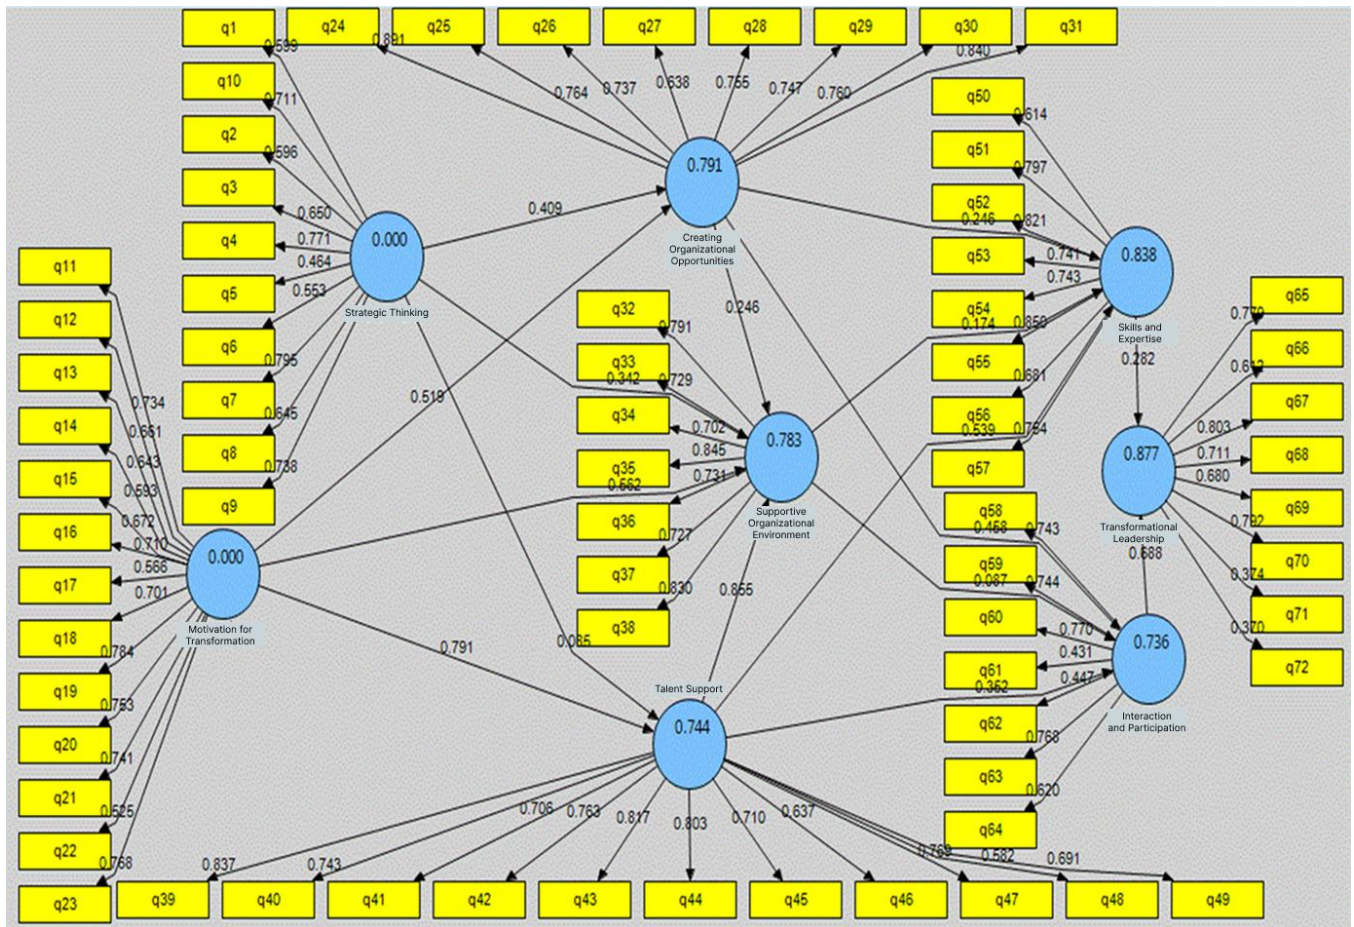 q1
q24
q25
q26
q27
q28
q29
q30
q31
0.599
0.891
0.764
0.737
0.638
0.755
0.747
0.760
0.840
q10
q2
q3
q4
q5
q6
q7
q8
q9
0.711
0.596
0.650
0.771
0.464
0.553
0.795
0.645
0.738
0.000
Strategic Thinking
0.791
Creating
Organizational
Opportunities
0.409
0.519
0.246
0.246
0.342
q50
q51
q52
q53
q54
q55
q56
q57
0.614
0.797
0.821
0.741
0.743
0.850
0.681
0.174
0.539
0.838
Skills and
Expertise
0.282
q11
q12
q13
q14
q15
q16
q17
q18
q19
q20
q21
q22
q23
0.734
0.661
0.643
0.593
0.672
0.710
0.566
0.701
0.784
0.753
0.741
0.525
0.768
0.000
Motivation for
Transformation
0.791
q32
q33
q34
q35
q36
q37
q38
0.791
0.729
0.702
0.845
0.731
0.727
0.830
0.662
0.783
Supportive
Organizational
Environment
0.855
q65
q66
q67
q68
q69
q70
q71
q72
0.803
0.711
0.680
0.792
0.374
0.370
0.877
Transformational
Leadership
0.688
q58
q59
q60
q61
q62
q63
q64
0.743
0.744
0.770
0.431
0.447
0.768
0.620
0.087
0.352
0.736
Interaction
and Participation
Talent Support
0.744
0.837
0.743
0.706
0.763
0.817
0.803
0.710
0.637
0.769
0.582
0.691
q39
q40
q41
q42
q43
q44
q45
q46
q47
q48
q49